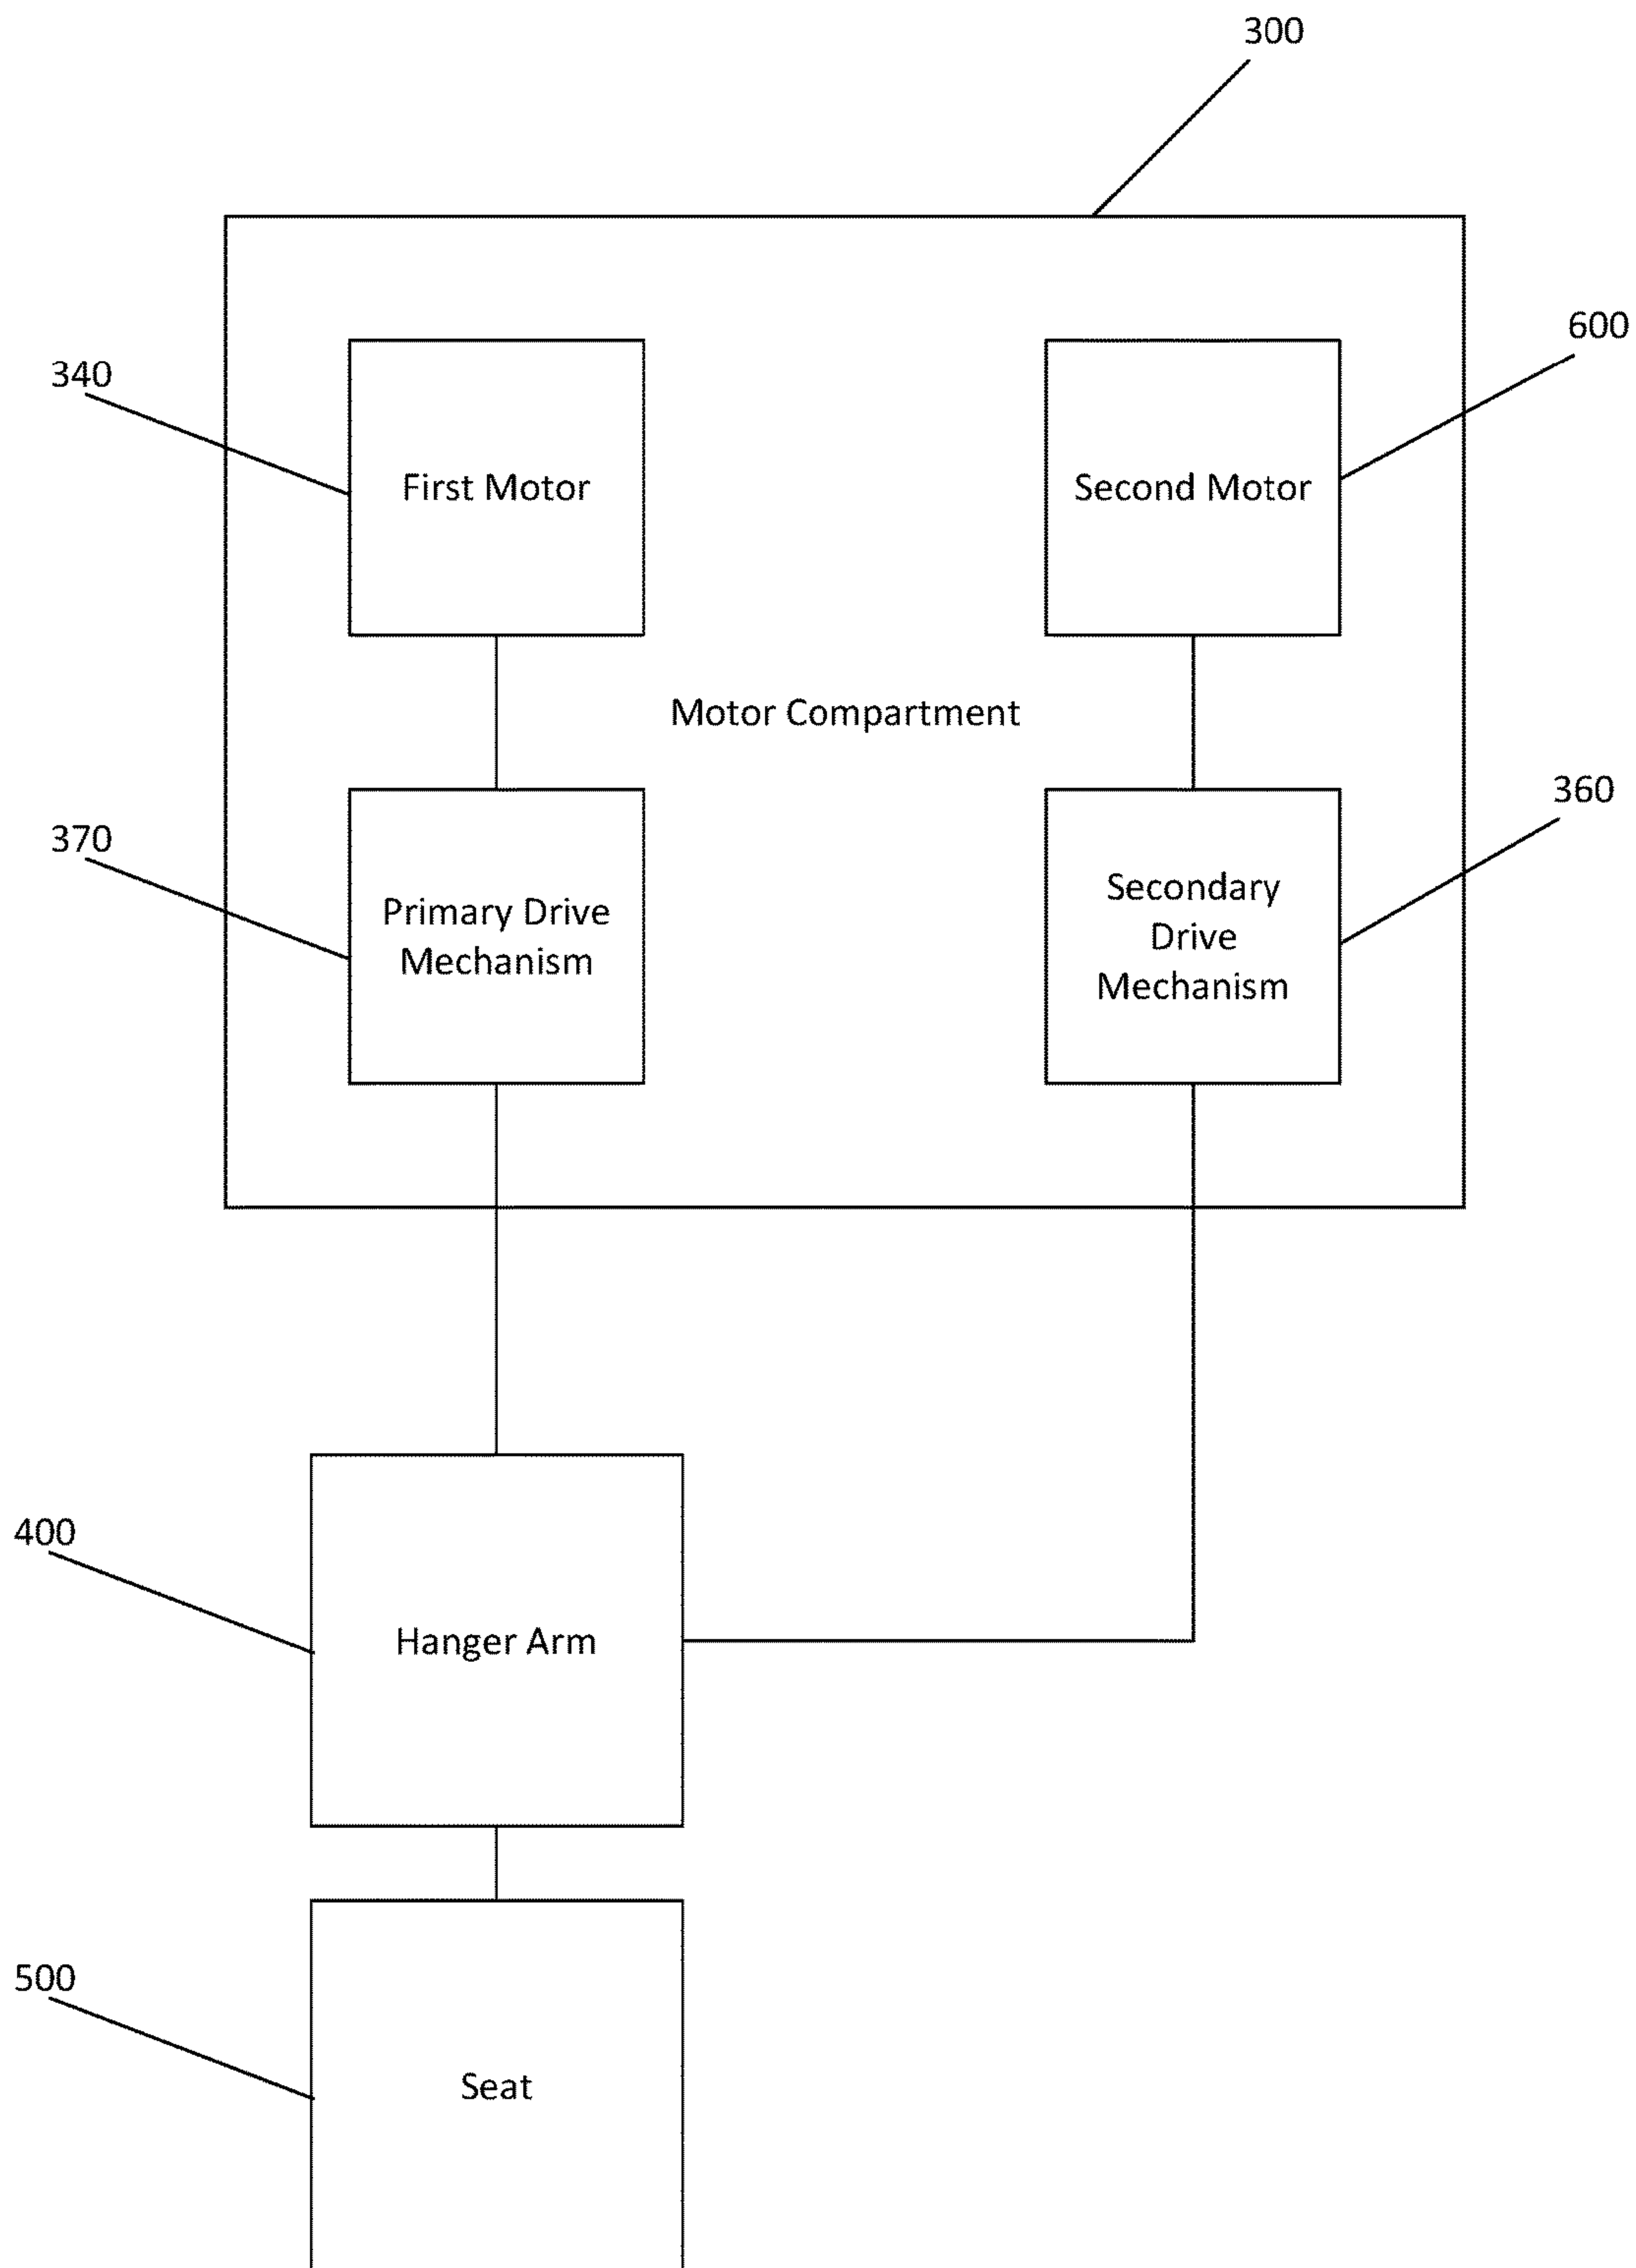 300
600
340
First Motor
Second Motor
Motor Compartment
360
370
Primary Drive
Mechanism
Secondary
Drive
Mechanism
400
Hanger Arm
500
Seat